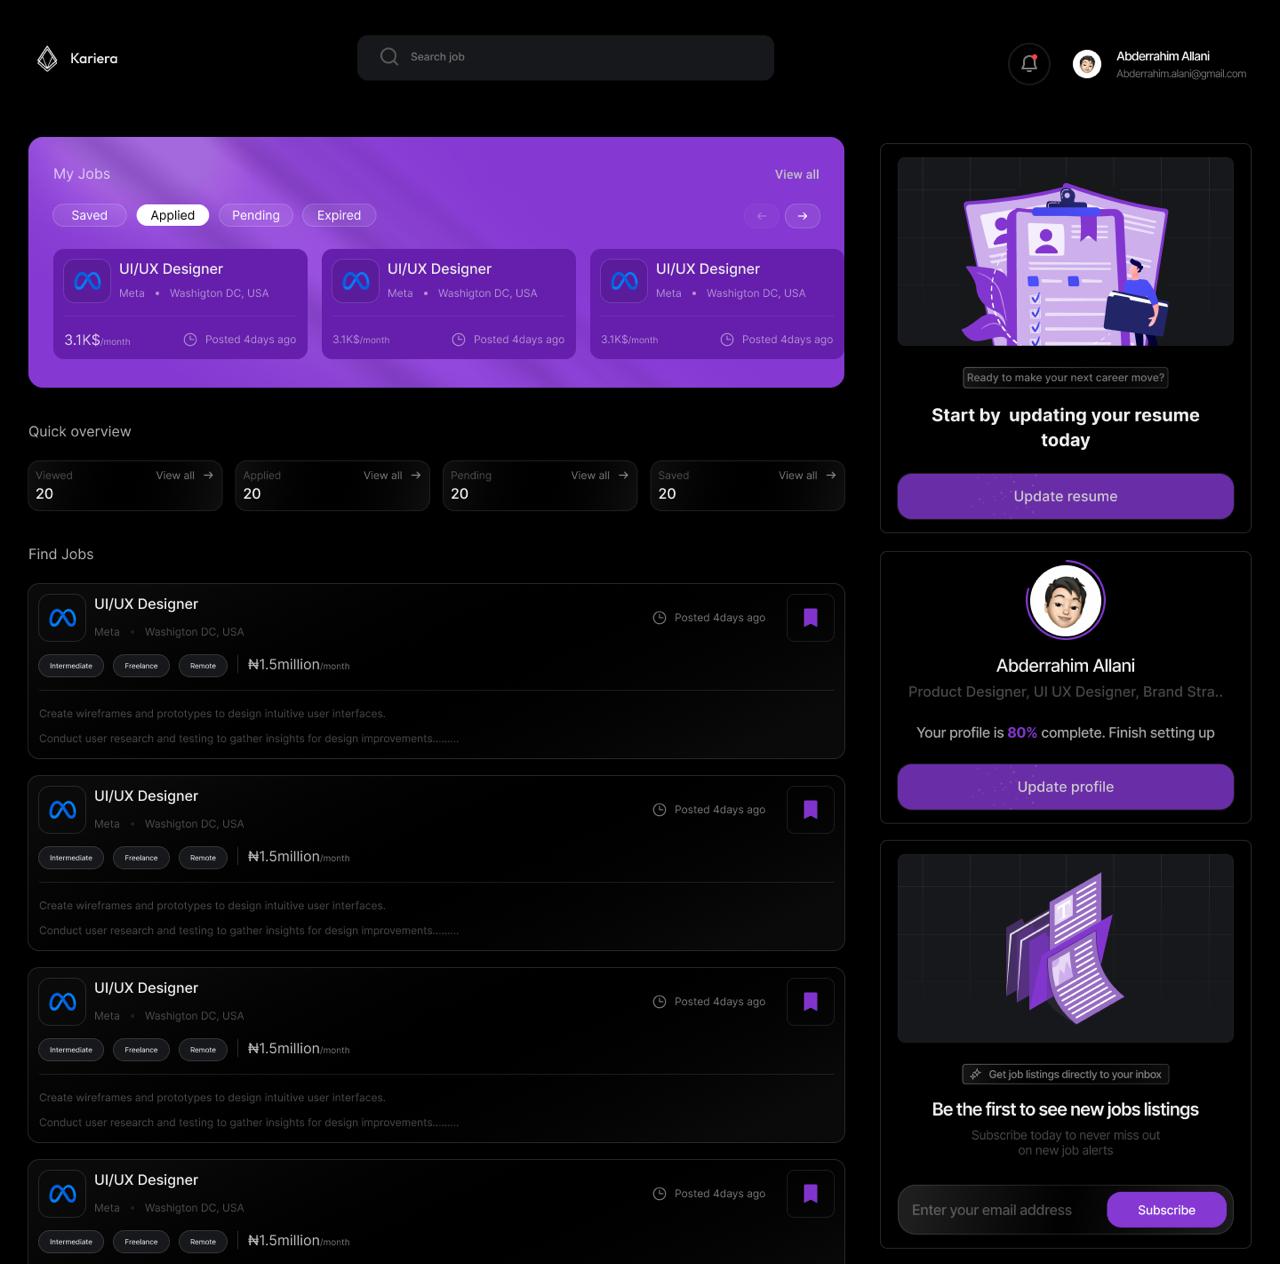 Kariera
Search job
Abderrahim Allani
Abderrahim.alani@gmail.com
My Jobs
View all
Saved
Applied
Pending
Expired
UI/UX Designer
Meta • Washigton DC, USA
3.1K$/month
Posted 4days ago
UI/UX Designer
Meta • Washigton DC, USA
3.1K$/month
Posted 4days ago
UI/UX Designer
Meta • Washigton DC, USA
3.1K$/month
Posted 4days ago
Quick overview
Viewed
View all →
20
Applied
View all →
20
Pending
View all →
20
Saved
View all →
20
Find Jobs
UI/UX Designer
Meta • Washigton DC, USA
Posted 4days ago
Intermediate
Freelance
Remote
₦1.5million/month
Create wireframes and prototypes to design intuitive user interfaces.
Conduct user research and testing to gather insights for design improvements.........
UI/UX Designer
Meta • Washigton DC, USA
Posted 4days ago
Intermediate
Freelance
Remote
₦1.5million/month
Create wireframes and prototypes to design intuitive user interfaces.
Conduct user research and testing to gather insights for design improvements.........
UI/UX Designer
Meta • Washigton DC, USA
Posted 4days ago
Intermediate
Freelance
Remote
₦1.5million/month
Create wireframes and prototypes to design intuitive user interfaces.
Conduct user research and testing to gather insights for design improvements.........
UI/UX Designer
Meta • Washigton DC, USA
Posted 4days ago
Intermediate
Freelance
Remote
₦1.5million/month
Ready to make your next career move?
Start by updating your resume
today
Update resume
Abderrahim Allani
Product Designer, UI UX Designer, Brand Stra..
Your profile is 80% complete. Finish setting up
Update profile
T
Get job listings directly to your inbox
Be the first to see new jobs listings
Subscribe today to never miss out
on new job alerts
Enter your email address
Subscribe